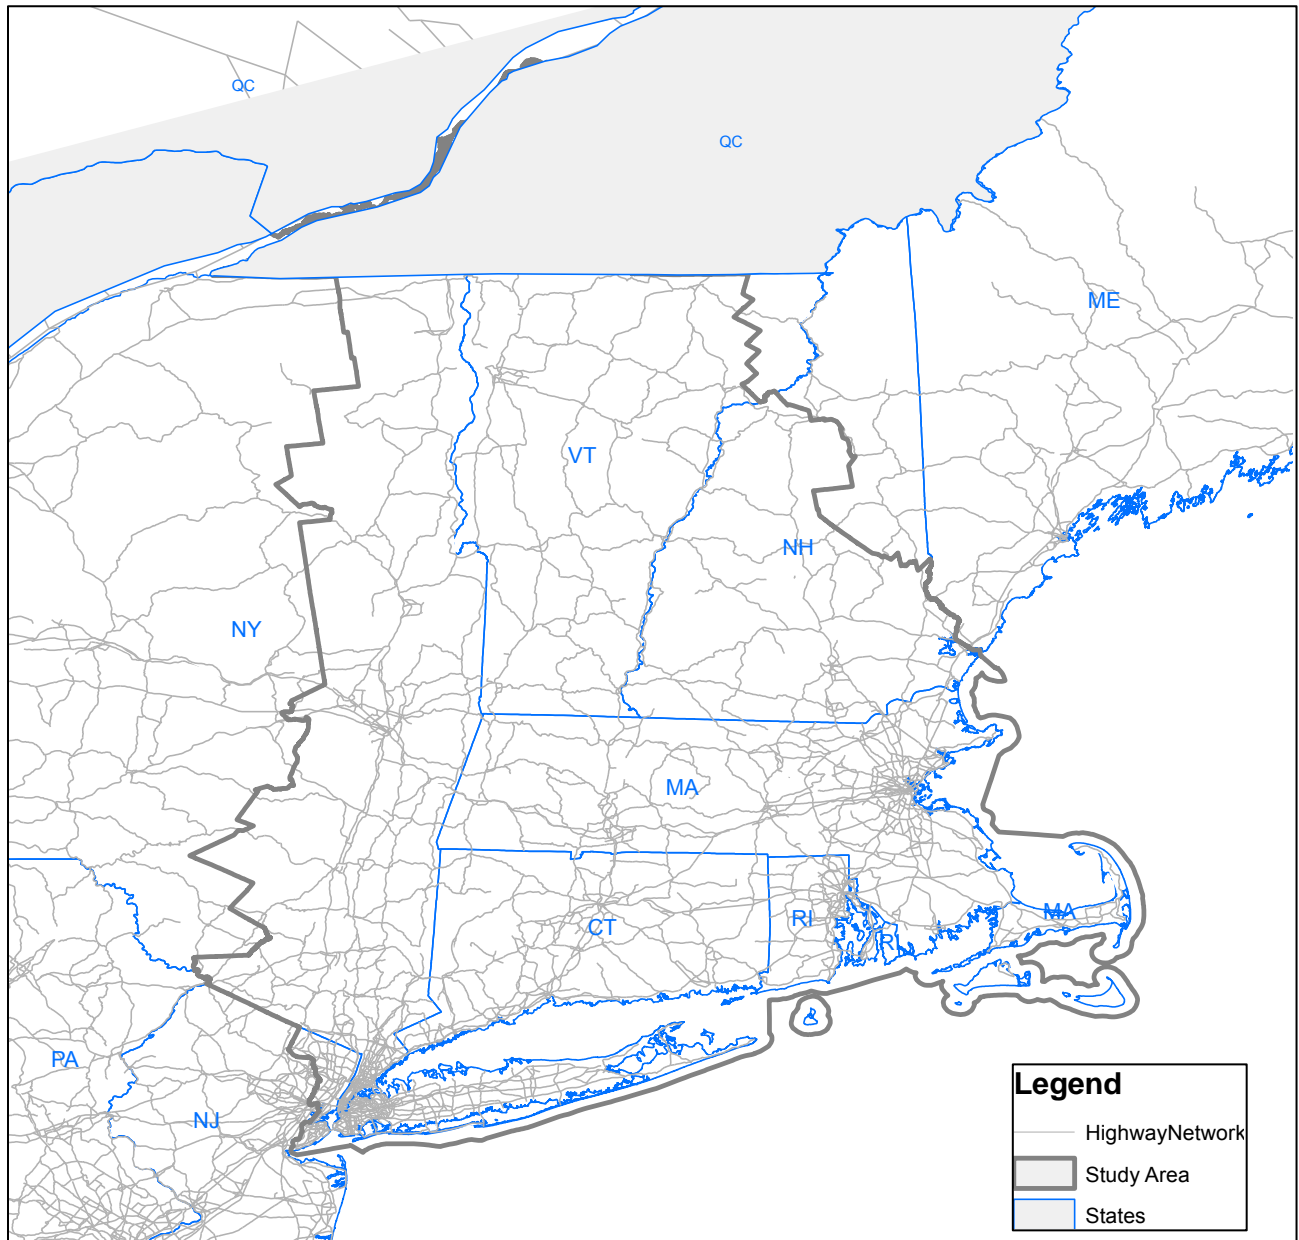 QC
QC
ME
VT
NH
NY
MA
MA
RI
RI
CT
PA
NJ
Legend
HighwayNetwork
Study Area
States